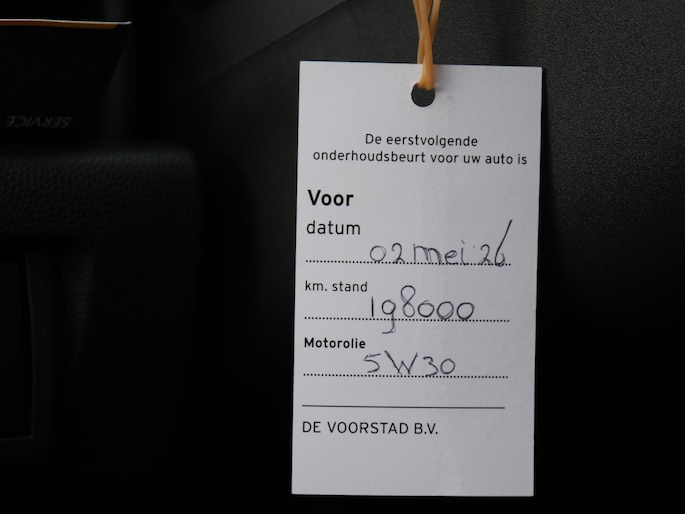 SERVICE
De eerstvolgende
onderhoudsbeurt voor uw auto is
Voor
datum 02 mei 26
km. stand 198000
Motorolie 5W30
DE VOORSTAD B.V.